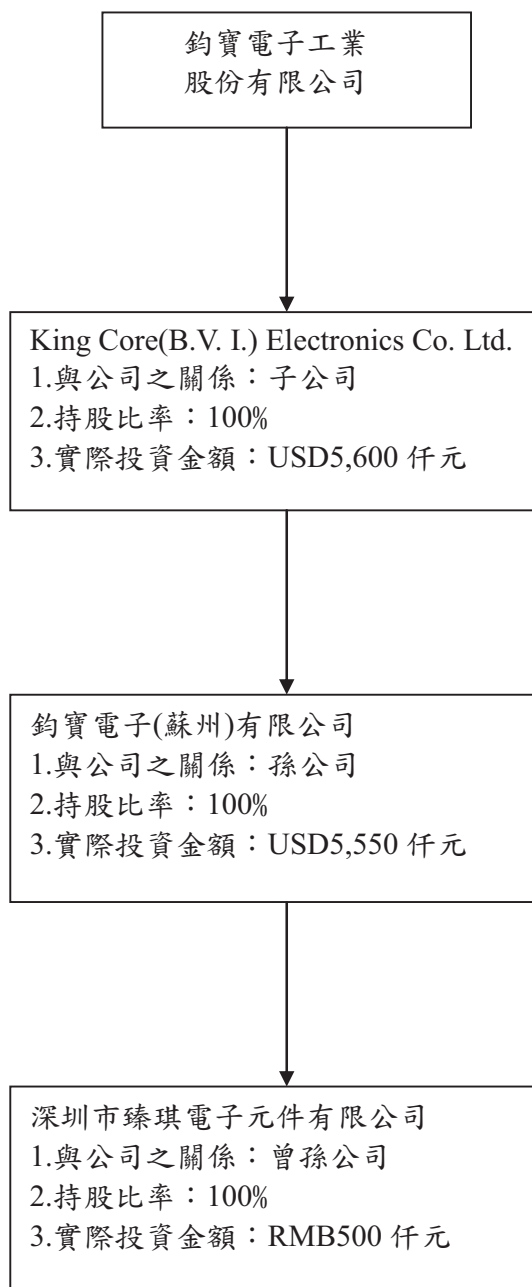 鈞寶電子工業
股份有限公司
King Core(B.V. I.) Electronics Co. Ltd.
1.與公司之關係：子公司
2.持股比率：100%
3.實際投資金額：USD5,600 仟元
鈞寶電子(蘇州)有限公司
1.與公司之關係：孫公司
2.持股比率：100%
3.實際投資金額：USD5,550 仟元
深圳市臻琪電子元件有限公司
1.與公司之關係：曾孫公司
2.持股比率：100%
3.實際投資金額：RMB500 仟元